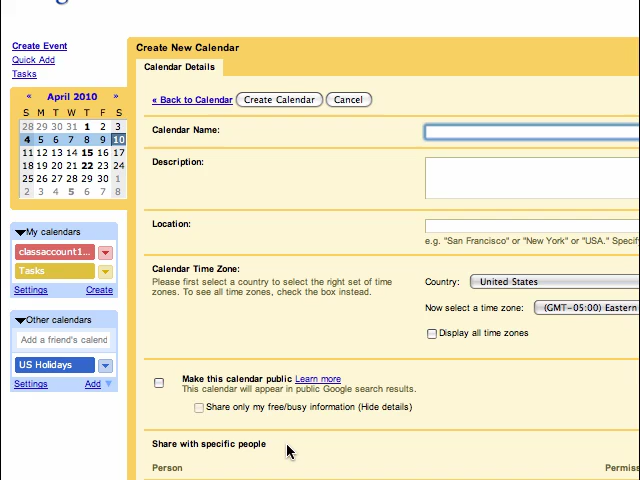 Create Event
Quick Add
Tasks
« April 2010 »
S M T W T F S
28 29 30 31 1 2 3
4 5 6 7 8 9 10
11 12 13 14 15 16 17
18 19 20 21 22 23 24
25 26 27 28 29 30 1
2 3 4 5 6 7 8
My calendars
classaccount1...
Tasks
Settings Create
Other calendars
Add a friend's calend
US Holidays
Settings Add
Create New Calendar
Calendar Details
« Back to Calendar Create Calendar Cancel
Calendar Name:
Description:
Location:
e.g. "San Francisco" or "New York" or "USA." Specif
Calendar Time Zone:
Please first select a country to select the right set of time
zones. To see all time zones, check the box instead.
Country: United States
Now select a time zone: (GMT-05:00) Eastern
Display all time zones
Make this calendar public Learn more
This calendar will appear in public Google search results.
Share only my free/busy information (Hide details)
Share with specific people
Person Permiss